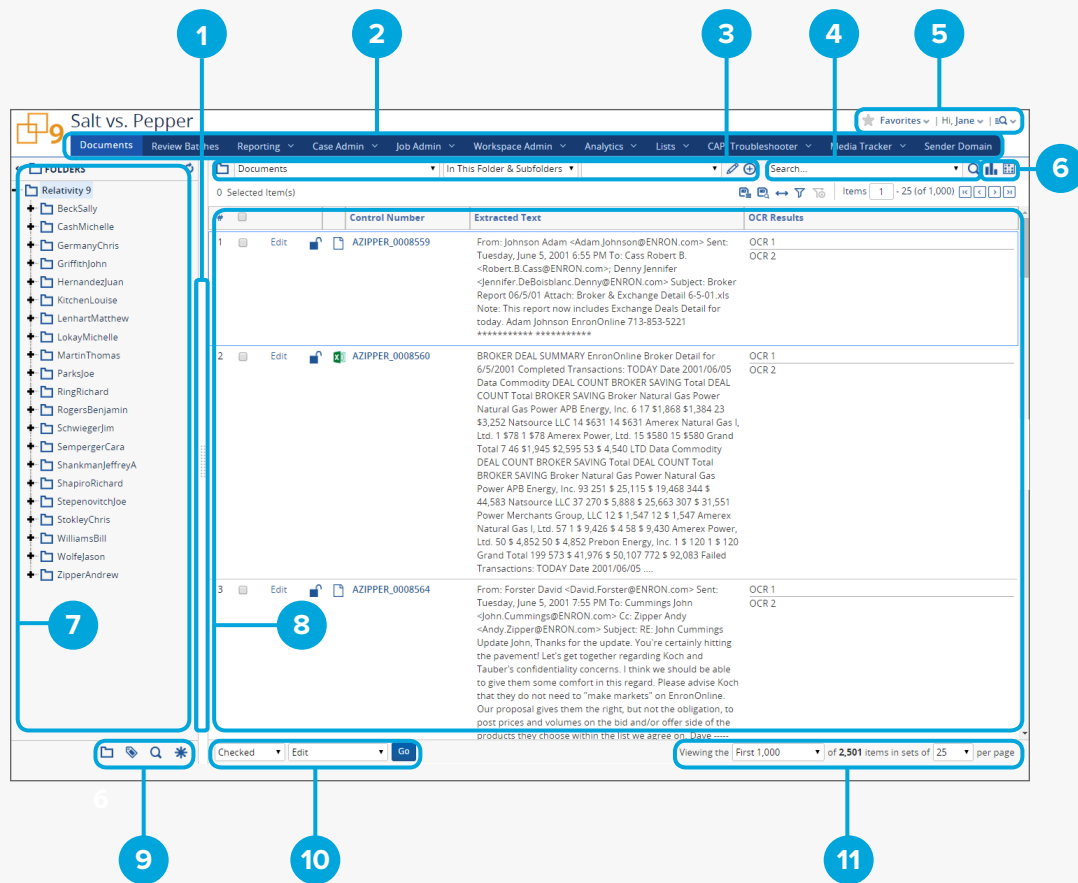 1
2
3
4
5
9
Salt vs. Pepper
Favorites | Hi, Jane |
Documents Review Batches Reporting Case Admin Job Admin Workspace Admin Analytics Lists Troubleshooter Media Tracker Sender Domain
FOLDERS
Documents In This Folder & Subfolders Search...
6
Relativity 9
0 Selected Item(s) Items 1 - 25 (of 1,000)
BeckSally
CashMichelle
GermanyChris
GriffithJohn
HernandezJuan
KitchenLouise
LenhartMatthew
LokayMichelle
MartinThomas
ParksJoe
RingRichard
RogersBenjamin
SchwiegerJim
SempergerCara
ShankmanJeffreyA
ShapiroRichard
StepenovitchJoe
StokleyChris
WilliamsBill
WolfeJason
ZipperAndrew
7
# Control Number Extracted Text OCR Results
1 Edit AZIPPER_0008559
From: Johnson Adam <Adam.Johnson@ENRON.com> Sent:
Tuesday, June 5, 2001 6:55 PM To: Cass Robert B.
<Robert.B.Cass@ENRON.com>; Denny Jennifer
<Jennifer.DeBoisblanc.Denny@ENRON.com> Subject: Broker
Report 06/5/01 Attach: Broker & Exchange Detail 6-5-01.xls
Note: This report now includes Exchange Deals Detail for
today. Adam Johnson EnronOnline 713-853-5221
*********** ***********
OCR 1
OCR 2
2 Edit AZIPPER_0008560
BROKER DEAL SUMMARY EnronOnline Broker Detail for
6/5/2001 Completed Transactions: TODAY Date 2001/06/05
Data Commodity DEAL COUNT BROKER SAVING Total DEAL
COUNT Total BROKER SAVING Broker Natural Gas Power
Natural Gas Power APB Energy, Inc. 6 17 $1,868 $1,384 23
$3,252 Natsource LLC 14 $631 14 $631 Amerex Natural Gas I,
Ltd. 1 $78 1 $78 Amerex Power, Ltd. 15 $580 15 $580 Grand
Total 7 46 $1,945 $2,595 53 $ 4,540 LTD Data Commodity
DEAL COUNT BROKER SAVING Total DEAL COUNT Total
BROKER SAVING Broker Natural Gas Power Natural Gas
Power APB Energy, Inc. 93 251 $ 25,115 $ 19,468 344 $
44,583 Natsource LLC 37 270 $ 5,888 $ 25,663 307 $ 31,551
Power Merchants Group, LLC 12 $ 1,547 12 $ 1,547 Amerex
Natural Gas I, Ltd. 57 1 $ 9,426 $ 4 58 $ 9,430 Amerex Power,
Ltd. 50 $ 4,852 50 $ 4,852 Prebon Energy, Inc. 1 $ 120 1 $ 120
Grand Total 199 573 $ 41,976 $ 50,107 772 $ 92,083 Failed
Transactions: TODAY Date 2001/06/05 ....
OCR 1
OCR 2
3 Edit AZIPPER_0008564
From: Forster David <David.Forster@ENRON.com> Sent:
Tuesday, June 5, 2001 7:55 PM To: Cummings John
<John.Cummings@ENRON.com> Cc: Zipper Andy
<Andy.Zipper@ENRON.com> Subject: RE: John Cummings
Update John, Thanks for the update. You're certainly hitting
the pavement! Let's get together regarding Koch and
Tauber's confidentiality concerns. I think we should be able
to give them some comfort in this regard. Please advise Koch
that they do not need to "make markets" on EnronOnline.
Our proposal gives them the right, but not the obligation, to
post prices and volumes on the bid and/or offer side of the
products they choose within the list we agree on. Dave -----
OCR 1
OCR 2
8
Checked Edit Go
Viewing the First 1,000 of 2,501 items in sets of 25 per page
6
9
10
11